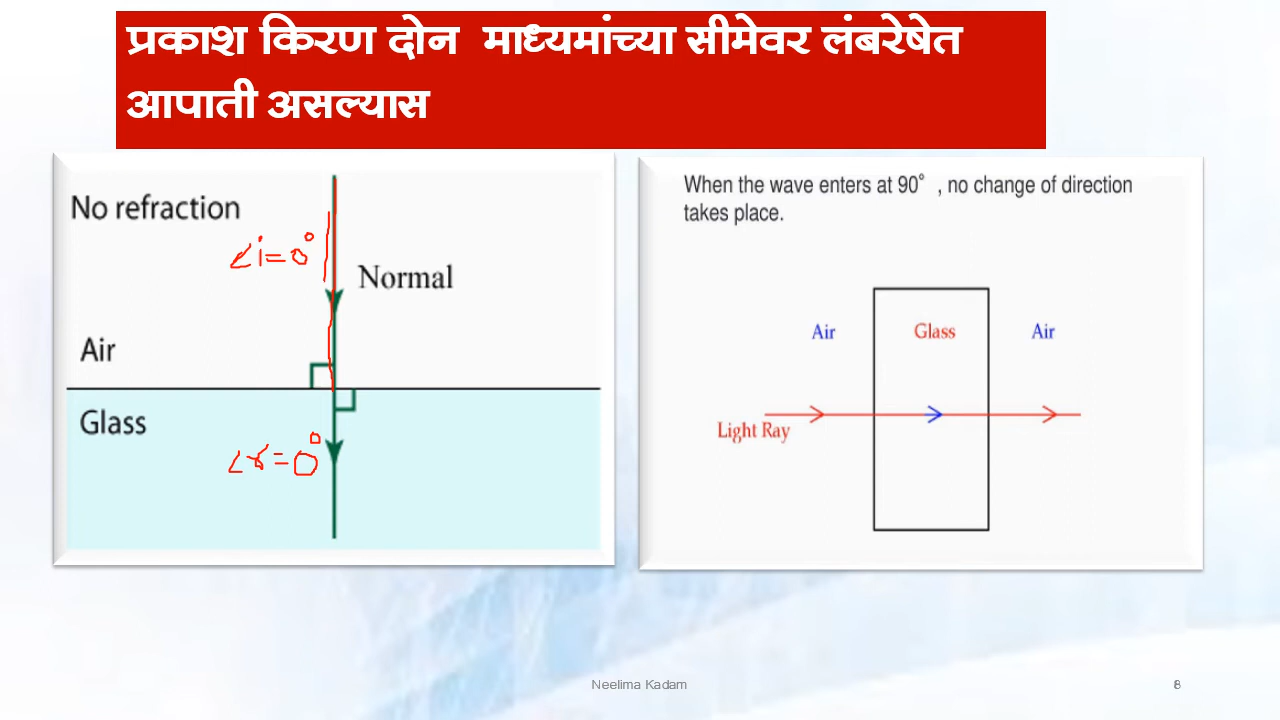 प्रकाश किरण दोन माध्यमांच्या सीमेवर लंबरेषेत
आपाती असल्यास
No refraction
∠i=0°
Normal
Air
Glass
∠r=0°
When the wave enters at 90° , no change of direction
takes place.
Air
Glass
Air
Light Ray
Neelima Kadam